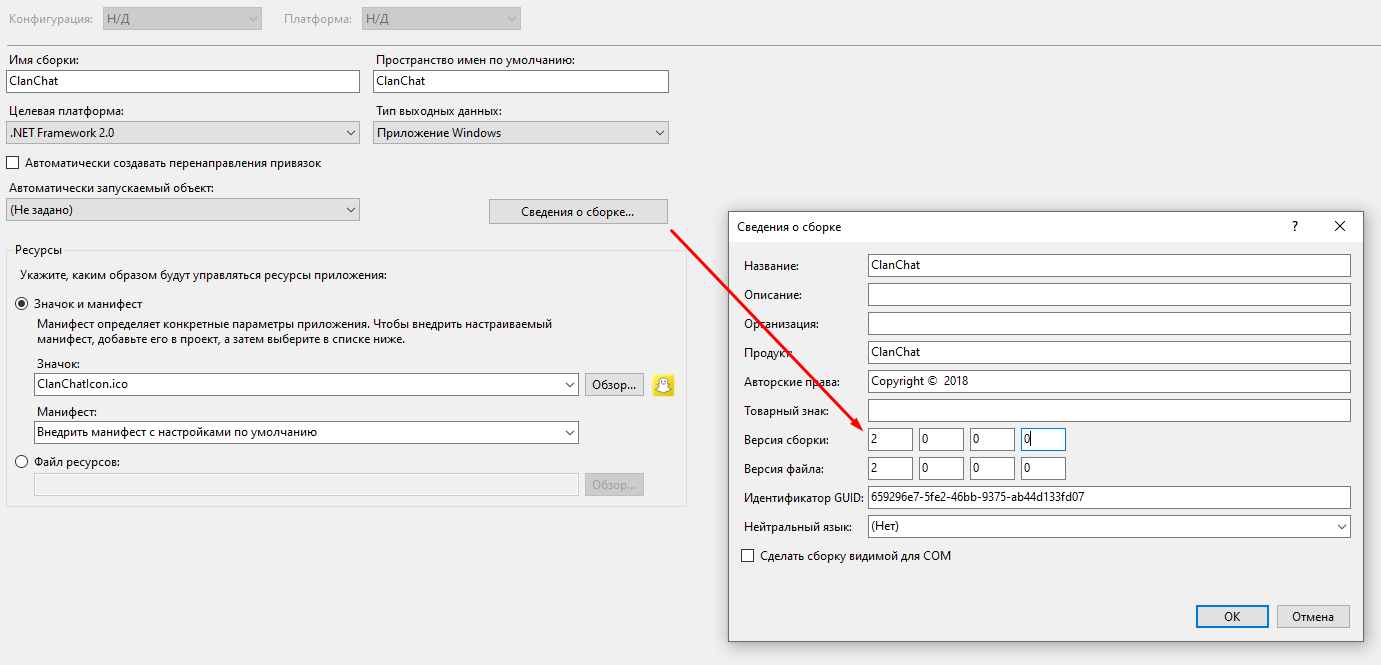 Конфигурация: Н/Д Платформа: Н/Д
Имя сборки: Пространство имен по умолчанию:
ClanChat ClanChat
Целевая платформа: Тип выходных данных:
.NET Framework 2.0 Приложение Windows
Автоматически создавать перенаправления привязок
Автоматически запускаемый объект:
(Не задано) Сведения о сборке...
Ресурсы
Укажите, каким образом будут управляться ресурсы приложения:
Значок и манифест
Манифест определяет конкретные параметры приложения. Чтобы внедрить настраиваемый
манифест, добавьте его в проект, а затем выберите в списке ниже.
Значок:
ClanChatIcon.ico Обзор...
Манифест:
Внедрить манифест с настройками по умолчанию
Файл ресурсов:
Обзор...
Сведения о сборке ?
Название: ClanChat
Описание:
Организация:
Продукт: ClanChat
Авторские права: Copyright © 2018
Товарный знак:
Версия сборки: 2 0 0 0
Версия файла: 2 0 0 0
Идентификатор GUID: 659296e7-5fe2-46bb-9375-ab44d133fd07
Нейтральный язык: (Нет)
Сделать сборку видимой для COM
OK Отмена